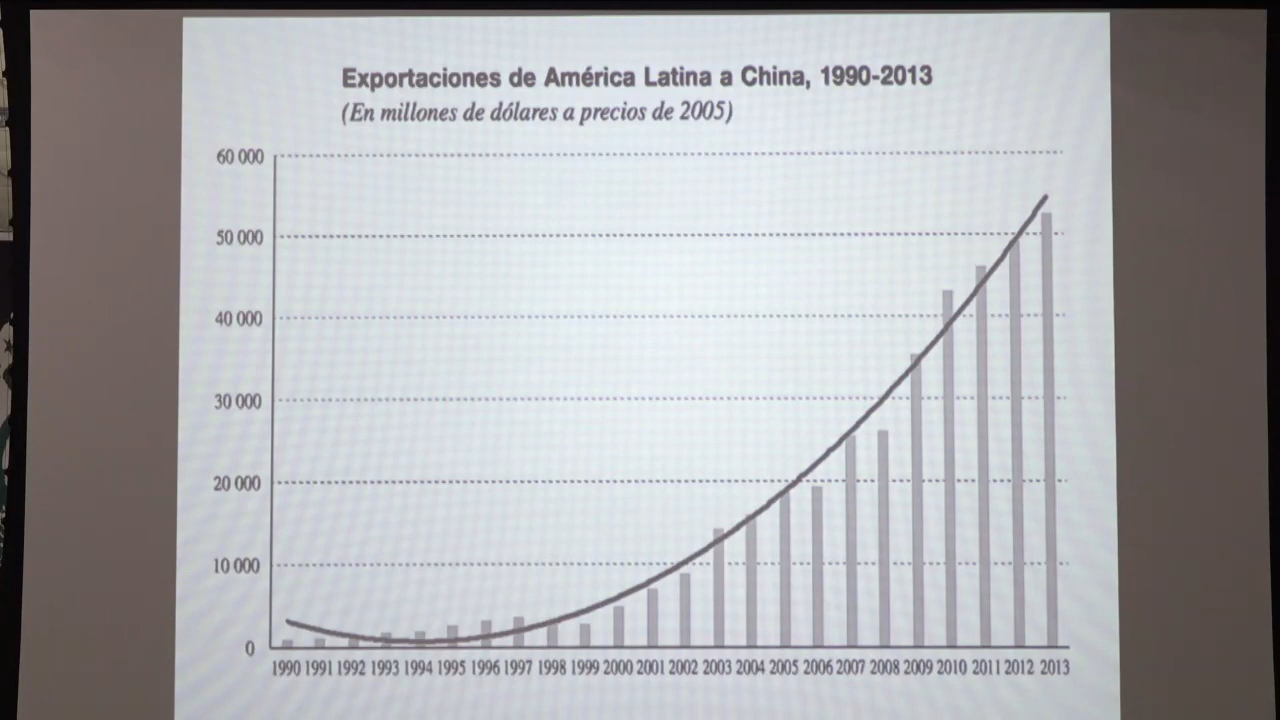 Exportaciones de América Latina a China, 1990-2013
(En millones de dólares a precios de 2005)
60 000
50 000
40 000
30 000
20 000
10 000
0
1990 1991 1992 1993 1994 1995 1996 1997 1998 1999 2000 2001 2002 2003 2004 2005 2006 2007 2008 2009 2010 2011 2012 2013